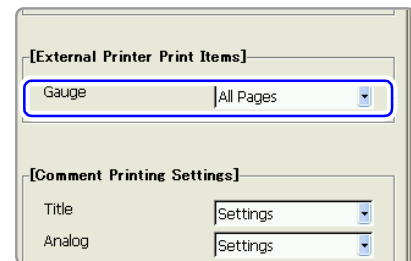 [External Printer Print Items]
Gauge All Pages
[Comment Printing Settings]
Title Settings
Analog Settings